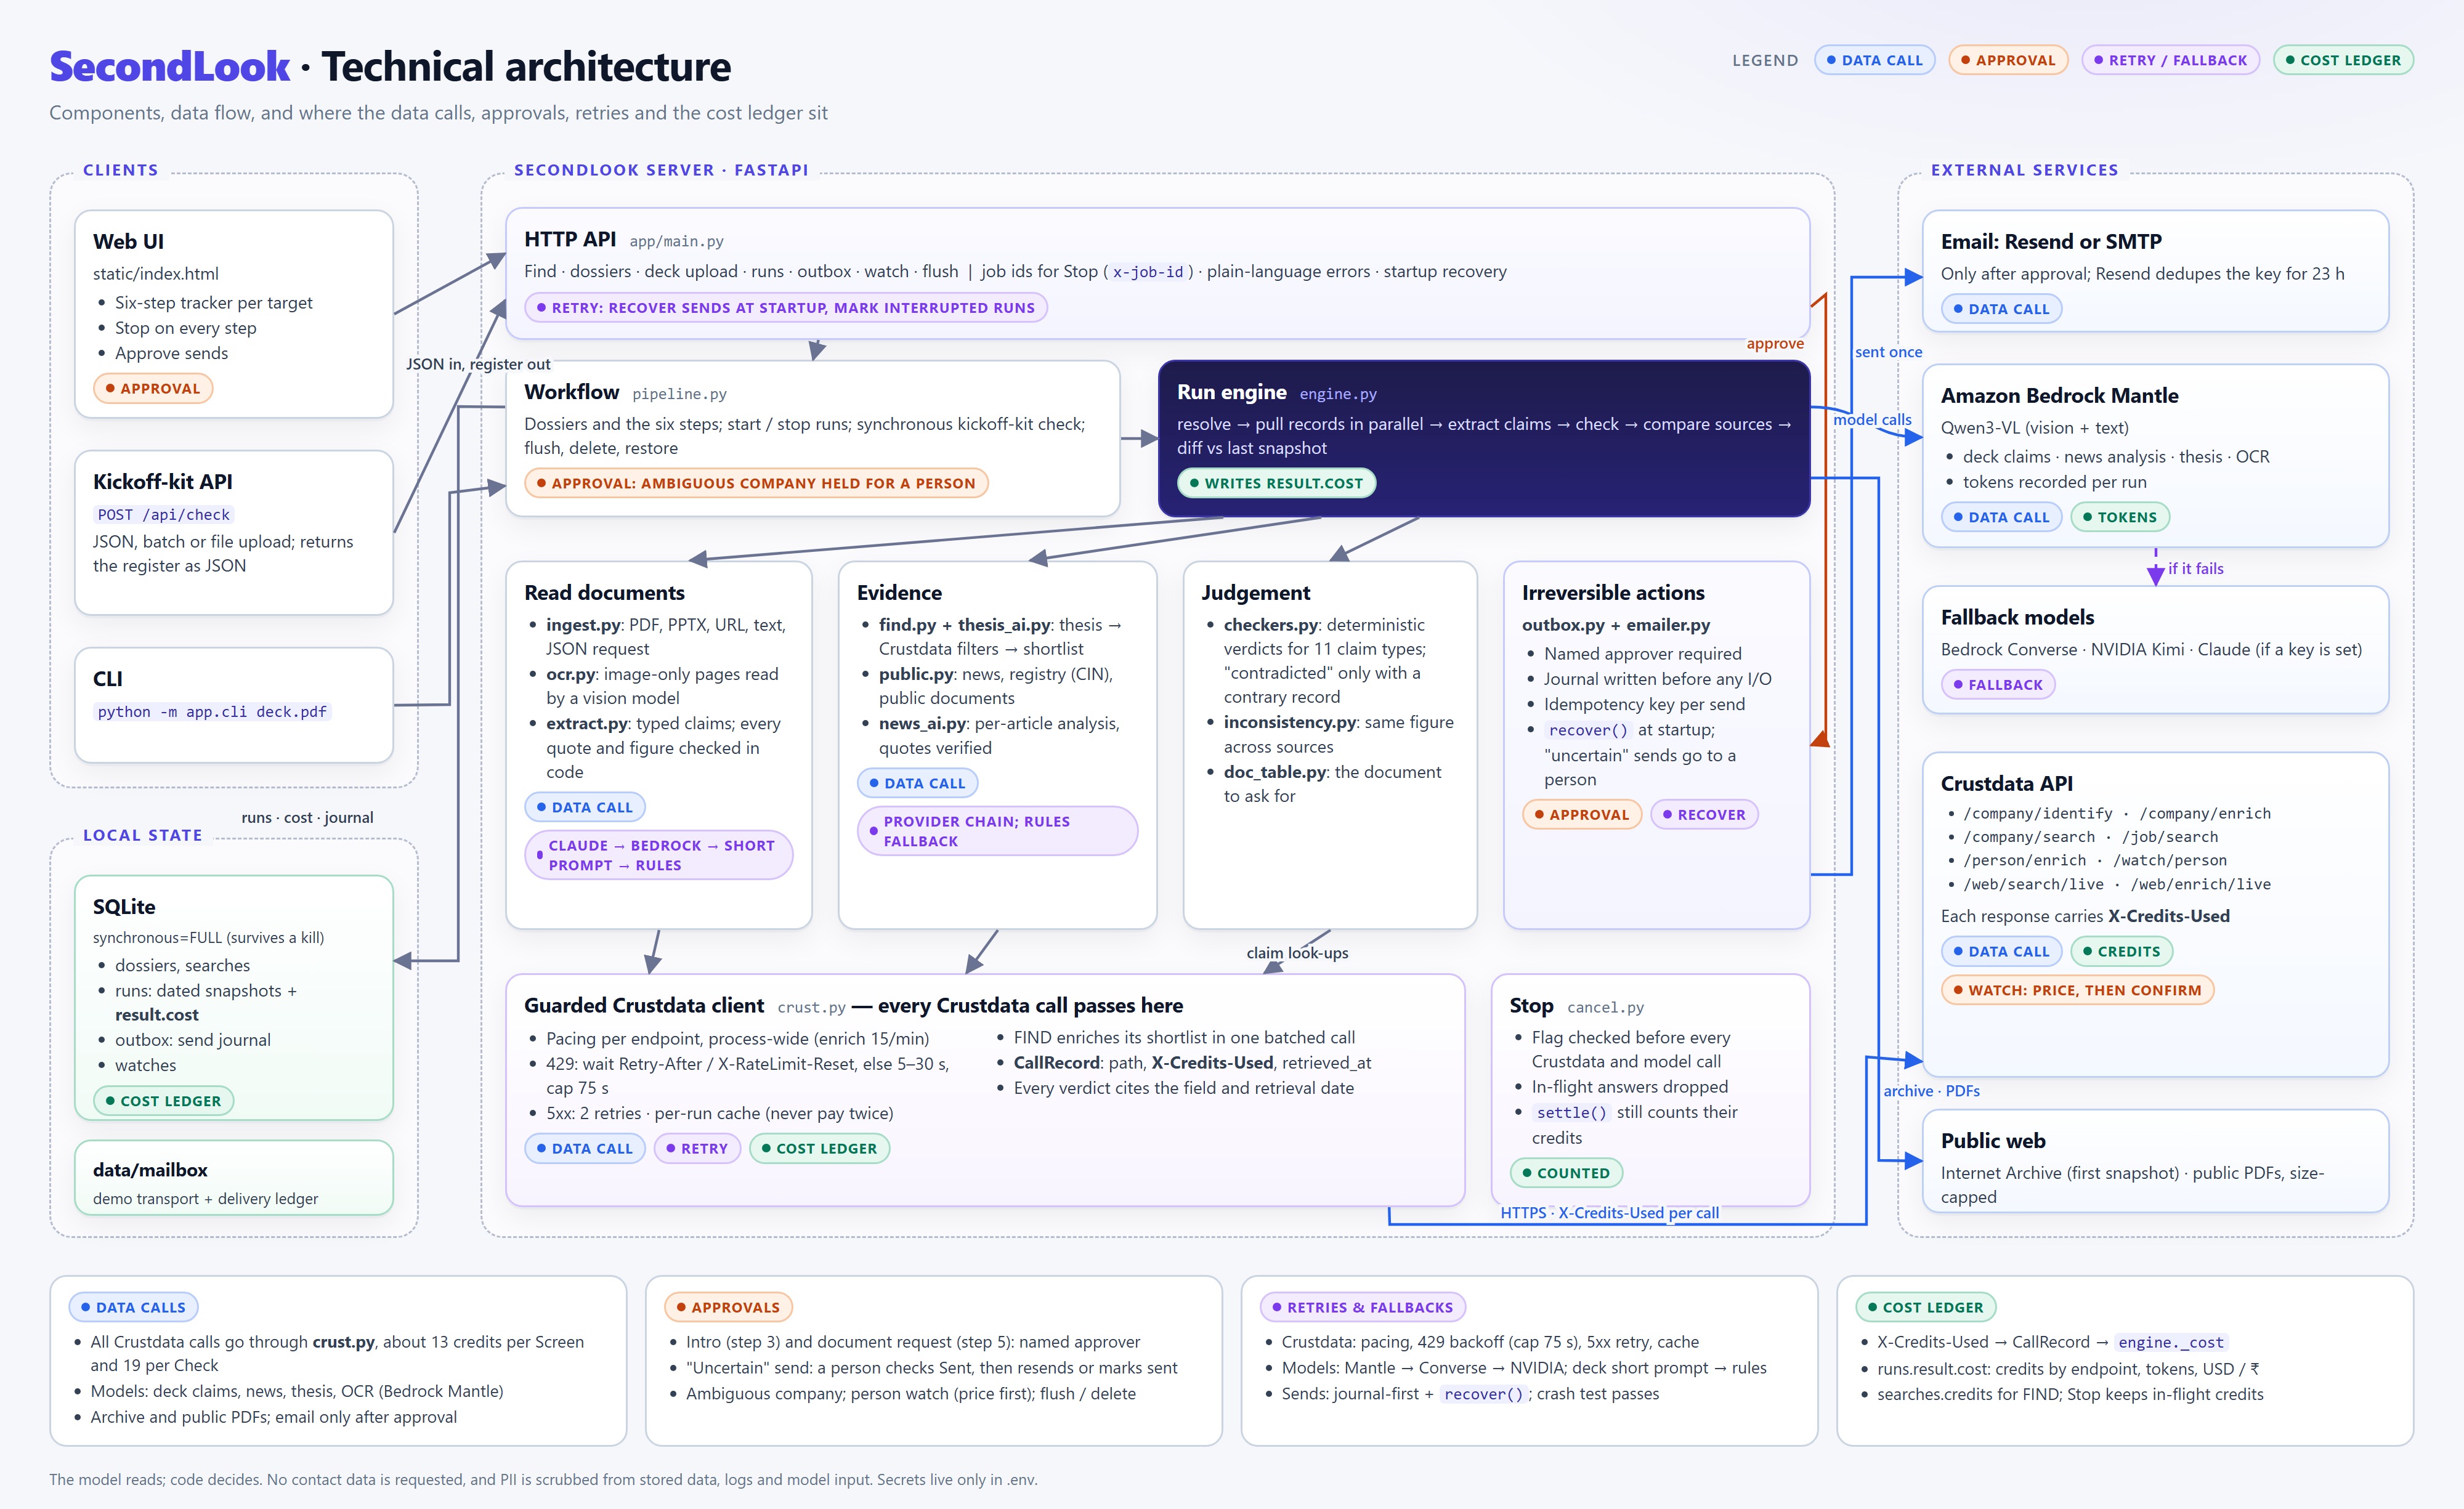 SecondLook · Technical architecture
Components, data flow, and where the data calls, approvals, retries and the cost ledger sit
LEGEND
DATA CALL
APPROVAL
RETRY / FALLBACK
COST LEDGER
CLIENTS
Web UI
static/index.html
• Six-step tracker per target
• Stop on every step
• Approve sends
APPROVAL
Kickoff-kit API
POST /api/check
JSON, batch or file upload; returns
the register as JSON
CLI
python -m app.cli deck.pdf
JSON in, register out
runs · cost · journal
LOCAL STATE
SQLite
synchronous=FULL (survives a kill)
• dossiers, searches
• runs: dated snapshots +
result.cost
• outbox: send journal
• watches
COST LEDGER
data/mailbox
demo transport + delivery ledger
SECONDLOOK SERVER · FASTAPI
HTTP API app/main.py
Find · dossiers · deck upload · runs · outbox · watch · flush | job ids for Stop ( x-job-id ) · plain-language errors · startup recovery
RETRY: RECOVER SENDS AT STARTUP, MARK INTERRUPTED RUNS
approve
Workflow pipeline.py
Dossiers and the six steps; start / stop runs; synchronous kickoff-kit check;
flush, delete, restore
APPROVAL: AMBIGUOUS COMPANY HELD FOR A PERSON
Run engine engine.py
resolve → pull records in parallel → extract claims → check → compare sources →
diff vs last snapshot
WRITES RESULT.COST
Read documents
• ingest.py: PDF, PPTX, URL, text,
JSON request
• ocr.py: image-only pages read
by a vision model
• extract.py: typed claims; every
quote and figure checked in
code
DATA CALL
CLAUDE → BEDROCK → SHORT
PROMPT → RULES
Evidence
• find.py + thesis_ai.py: thesis →
Crustdata filters → shortlist
• public.py: news, registry (CIN),
public documents
• news_ai.py: per-article analysis,
quotes verified
DATA CALL
PROVIDER CHAIN; RULES
FALLBACK
Judgement
• checkers.py: deterministic
verdicts for 11 claim types;
"contradicted" only with a
contrary record
• inconsistency.py: same figure
across sources
• doc_table.py: the document
to ask for
Irreversible actions
outbox.py + emailer.py
• Named approver required
• Journal written before any I/O
• Idempotency key per send
• recover() at startup;
"uncertain" sends go to a
person
APPROVAL
RECOVER
claim look-ups
Guarded Crustdata client crust.py — every Crustdata call passes here
• Pacing per endpoint, process-wide (enrich 15/min)
• 429: wait Retry-After / X-RateLimit-Reset, else 5–30 s,
cap 75 s
• 5xx: 2 retries · per-run cache (never pay twice)
• FIND enriches its shortlist in one batched call
• CallRecord: path, X-Credits-Used, retrieved_at
• Every verdict cites the field and retrieval date
DATA CALL
RETRY
COST LEDGER
Stop cancel.py
• Flag checked before every
Crustdata and model call
• In-flight answers dropped
• settle() still counts their
credits
COUNTED
HTTPS · X-Credits-Used per call
EXTERNAL SERVICES
Email: Resend or SMTP
Only after approval; Resend dedupes the key for 23 h
DATA CALL
sent once
model calls
Amazon Bedrock Mantle
Qwen3-VL (vision + text)
• deck claims · news analysis · thesis · OCR
• tokens recorded per run
DATA CALL
TOKENS
if it fails
Fallback models
Bedrock Converse · NVIDIA Kimi · Claude (if a key is set)
FALLBACK
Crustdata API
• /company/identify · /company/enrich
• /company/search · /job/search
• /person/enrich · /watch/person
• /web/search/live · /web/enrich/live
Each response carries X-Credits-Used
DATA CALL
CREDITS
WATCH: PRICE, THEN CONFIRM
archive · PDFs
Public web
Internet Archive (first snapshot) · public PDFs, size-
capped
DATA CALLS
• All Crustdata calls go through crust.py, about 13 credits per Screen
and 19 per Check
• Models: deck claims, news, thesis, OCR (Bedrock Mantle)
• Archive and public PDFs; email only after approval
APPROVALS
• Intro (step 3) and document request (step 5): named approver
• "Uncertain" send: a person checks Sent, then resends or marks sent
• Ambiguous company; person watch (price first); flush / delete
RETRIES & FALLBACKS
• Crustdata: pacing, 429 backoff (cap 75 s), 5xx retry, cache
• Models: Mantle → Converse → NVIDIA; deck short prompt → rules
• Sends: journal-first + recover() ; crash test passes
COST LEDGER
• X-Credits-Used → CallRecord → engine._cost
• runs.result.cost: credits by endpoint, tokens, USD / ₹
• searches.credits for FIND; Stop keeps in-flight credits
The model reads; code decides. No contact data is requested, and PII is scrubbed from stored data, logs and model input. Secrets live only in .env.